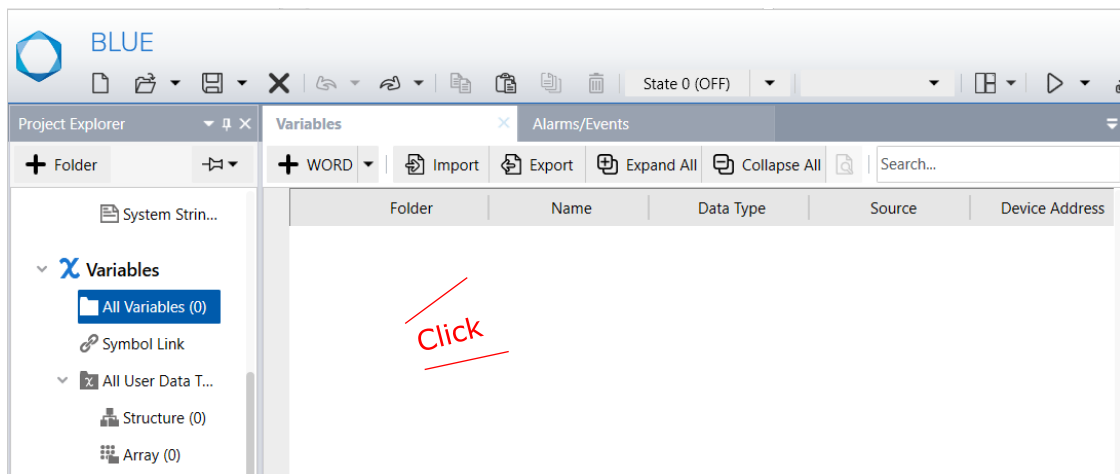 BLUE
State 0 (OFF)
Project Explorer
Variables
Alarms/Events
Folder
WORD
Import
Export
Expand All
Collapse All
Search...
Folder
Name
Data Type
Source
Device Address
System Strin...
Variables
All Variables (0)
Symbol Link
All User Data T...
Structure (0)
Array (0)
Click